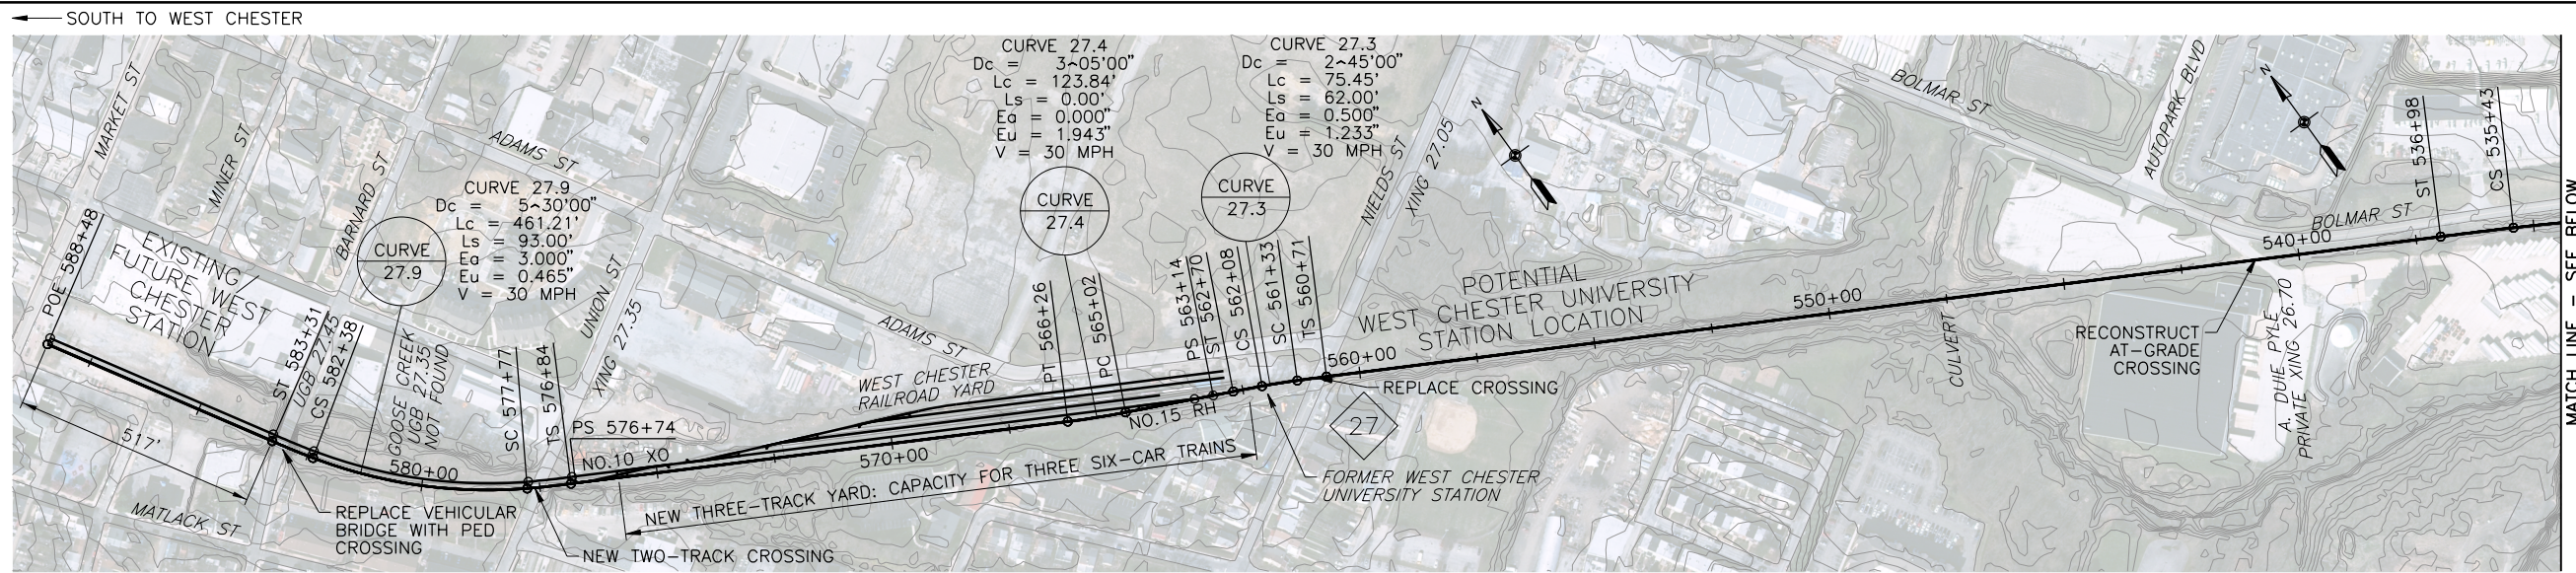 SOUTH TO WEST CHESTER
MARKET ST
MINER ST
BARNARD ST
ADAMS ST
CURVE 27.9
Dc = 5^30'00"
Lc = 461.21'
Ls = 93.00'
Ea = 3.000"
Eu = 0.465"
V = 30 MPH
CURVE
27.9
POE 588+48
EXISTING/
FUTURE WEST
CHESTER
STATION
ST 583+31
UGB 27.45
CS 582+38
GOOSE CREEK
UGB 27.35
NOT FOUND
517'
MATLACK ST
REPLACE VEHICULAR
BRIDGE WITH PED
CROSSING
580+00
SC 577+77
TS 576+84
UNION ST
XING 27.35
PS 576+74
NO.10 XO
NEW TWO-TRACK CROSSING
NEW THREE-TRACK YARD: CAPACITY FOR THREE SIX-CAR TRAINS
570+00
WEST CHESTER
RAILROAD YARD
ADAMS ST
CURVE 27.4
Dc = 3^05'00"
Lc = 123.84'
Ls = 0.00'
Ea = 0.000"
Eu = 1.943"
V = 30 MPH
CURVE
27.4
PT 566+26
PC 565+02
NO.15 RH
CURVE 27.3
Dc = 2^45'00"
Lc = 75.45'
Ls = 62.00'
Ea = 0.500"
Eu = 1.233"
V = 30 MPH
CURVE
27.3
PS 563+14
ST 562+70
CS 562+08
SC 561+33
TS 560+71
NIELDS ST
XING 27.05
N
560+00
REPLACE CROSSING
27
FORMER WEST CHESTER
UNIVERSITY STATION
POTENTIAL
WEST CHESTER UNIVERSITY
STATION LOCATION
550+00
CULVERT
BOLMAR ST
AUTOPARK BLVD
N
RECONSTRUCT
AT-GRADE
CROSSING
A. DUIE PYLE
PRIVATE XING 26.70
540+00
BOLMAR ST
ST 536+98
CS 535+43
MATCH LINE - SEE BELOW